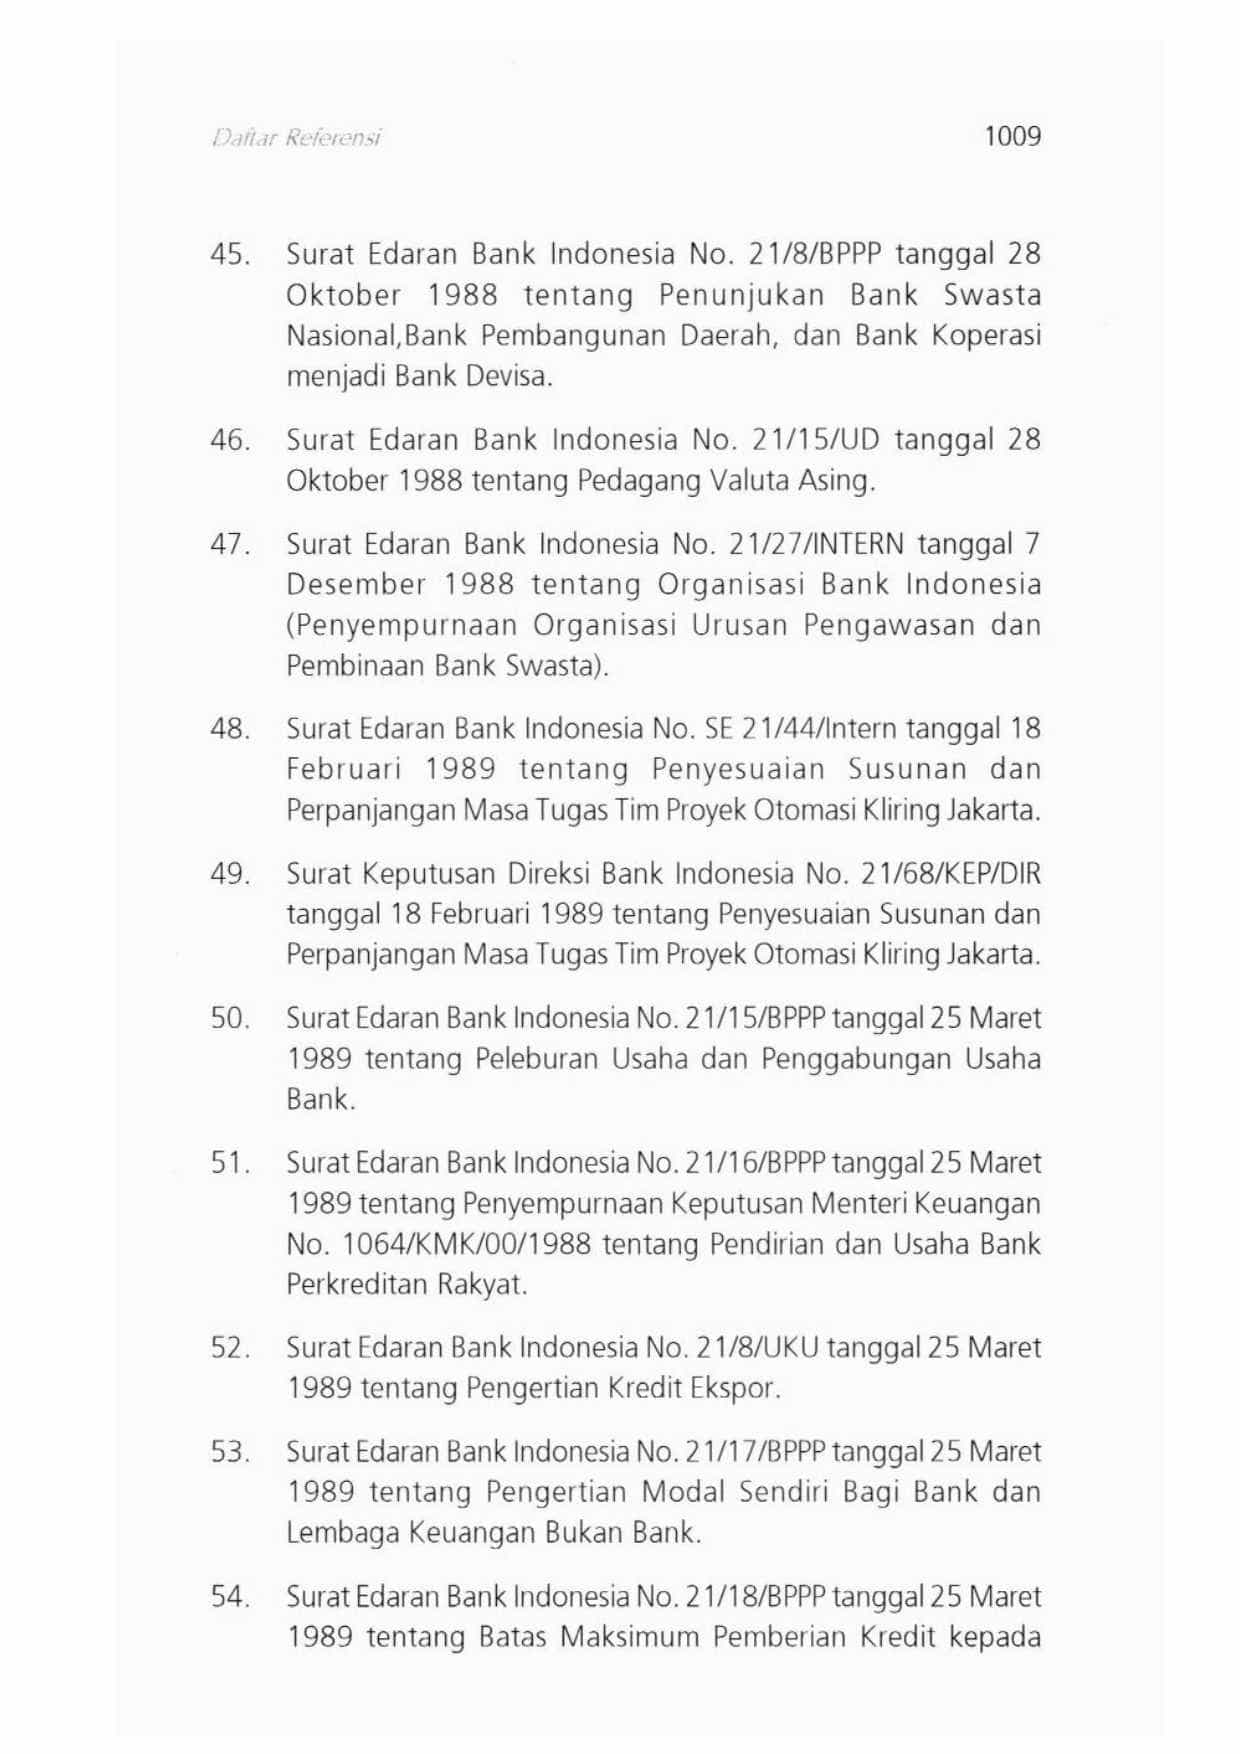 Daftar Referensi 1009
45. Surat Edaran Bank Indonesia No. 21/8/BPPP tanggal 28
Oktober 1988 tentang Penunjukan Bank Swasta
Nasional,Bank Pembangunan Daerah, dan Bank Koperasi
menjadi Bank Devisa.
46. Surat Edaran Bank Indonesia No. 21/15/UD tanggal 28
Oktober 1988 tentang Pedagang Valuta Asing.
47. Surat Edaran Bank Indonesia No. 21/27/INTERN tanggal 7
Desember 1988 tentang Organisasi Bank Indonesia
(Penyempurnaan Organisasi Urusan Pengawasan dan
Pembinaan Bank Swasta).
48. Surat Edaran Bank Indonesia No. SE 21/44/Intern tanggal 18
Februari 1989 tentang Penyesuaian Susunan dan
Perpanjangan Masa Tugas Tim Proyek Otomasi Kliring Jakarta.
49. Surat Keputusan Direksi Bank Indonesia No. 21/68/KEP/DIR
tanggal 18 Februari 1989 tentang Penyesuaian Susunan dan
Perpanjangan Masa Tugas Tim Proyek Otomasi Kliring Jakarta.
50. Surat Edaran Bank Indonesia No. 21/15/BPPP tanggal 25 Maret
1989 tentang Peleburan Usaha dan Penggabungan Usaha
Bank.
51. Surat Edaran Bank Indonesia No. 21/16/BPPP tanggal 25 Maret
1989 tentang Penyempurnaan Keputusan Menteri Keuangan
No. 1064/KMK/00/1988 tentang Pendirian dan Usaha Bank
Perkreditan Rakyat.
52. Surat Edaran Bank Indonesia No. 21/8/UKU tanggal 25 Maret
1989 tentang Pengertian Kredit Ekspor.
53. Surat Edaran Bank Indonesia No. 21/17/BPPP tanggal 25 Maret
1989 tentang Pengertian Modal Sendiri Bagi Bank dan
Lembaga Keuangan Bukan Bank.
54. Surat Edaran Bank Indonesia No. 21/18/BPPP tanggal 25 Maret
1989 tentang Batas Maksimum Pemberian Kredit kepada